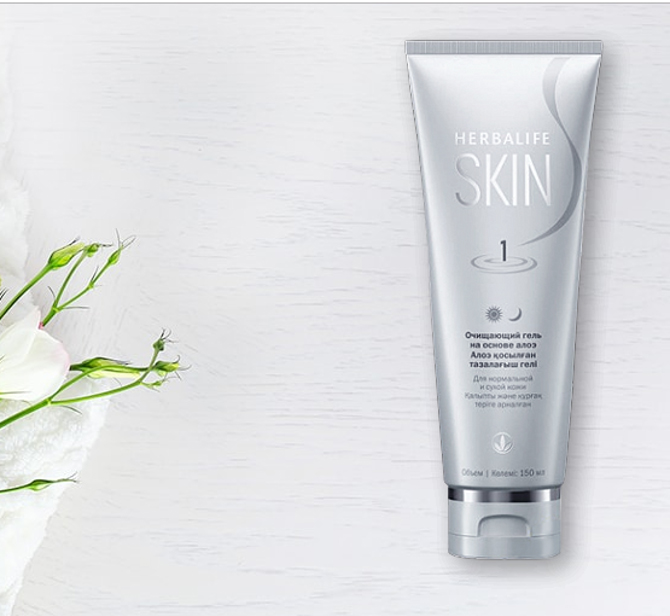 HERBALIFE
SKIN
1
Очищающий гель
на основе алоэ
Алоэ қосылған
тазалағыш гелі
Для нормальной
и сухой кожи
Қалыпты және құрғақ
теріге арналған
Объем | Көлемі: 150 мл